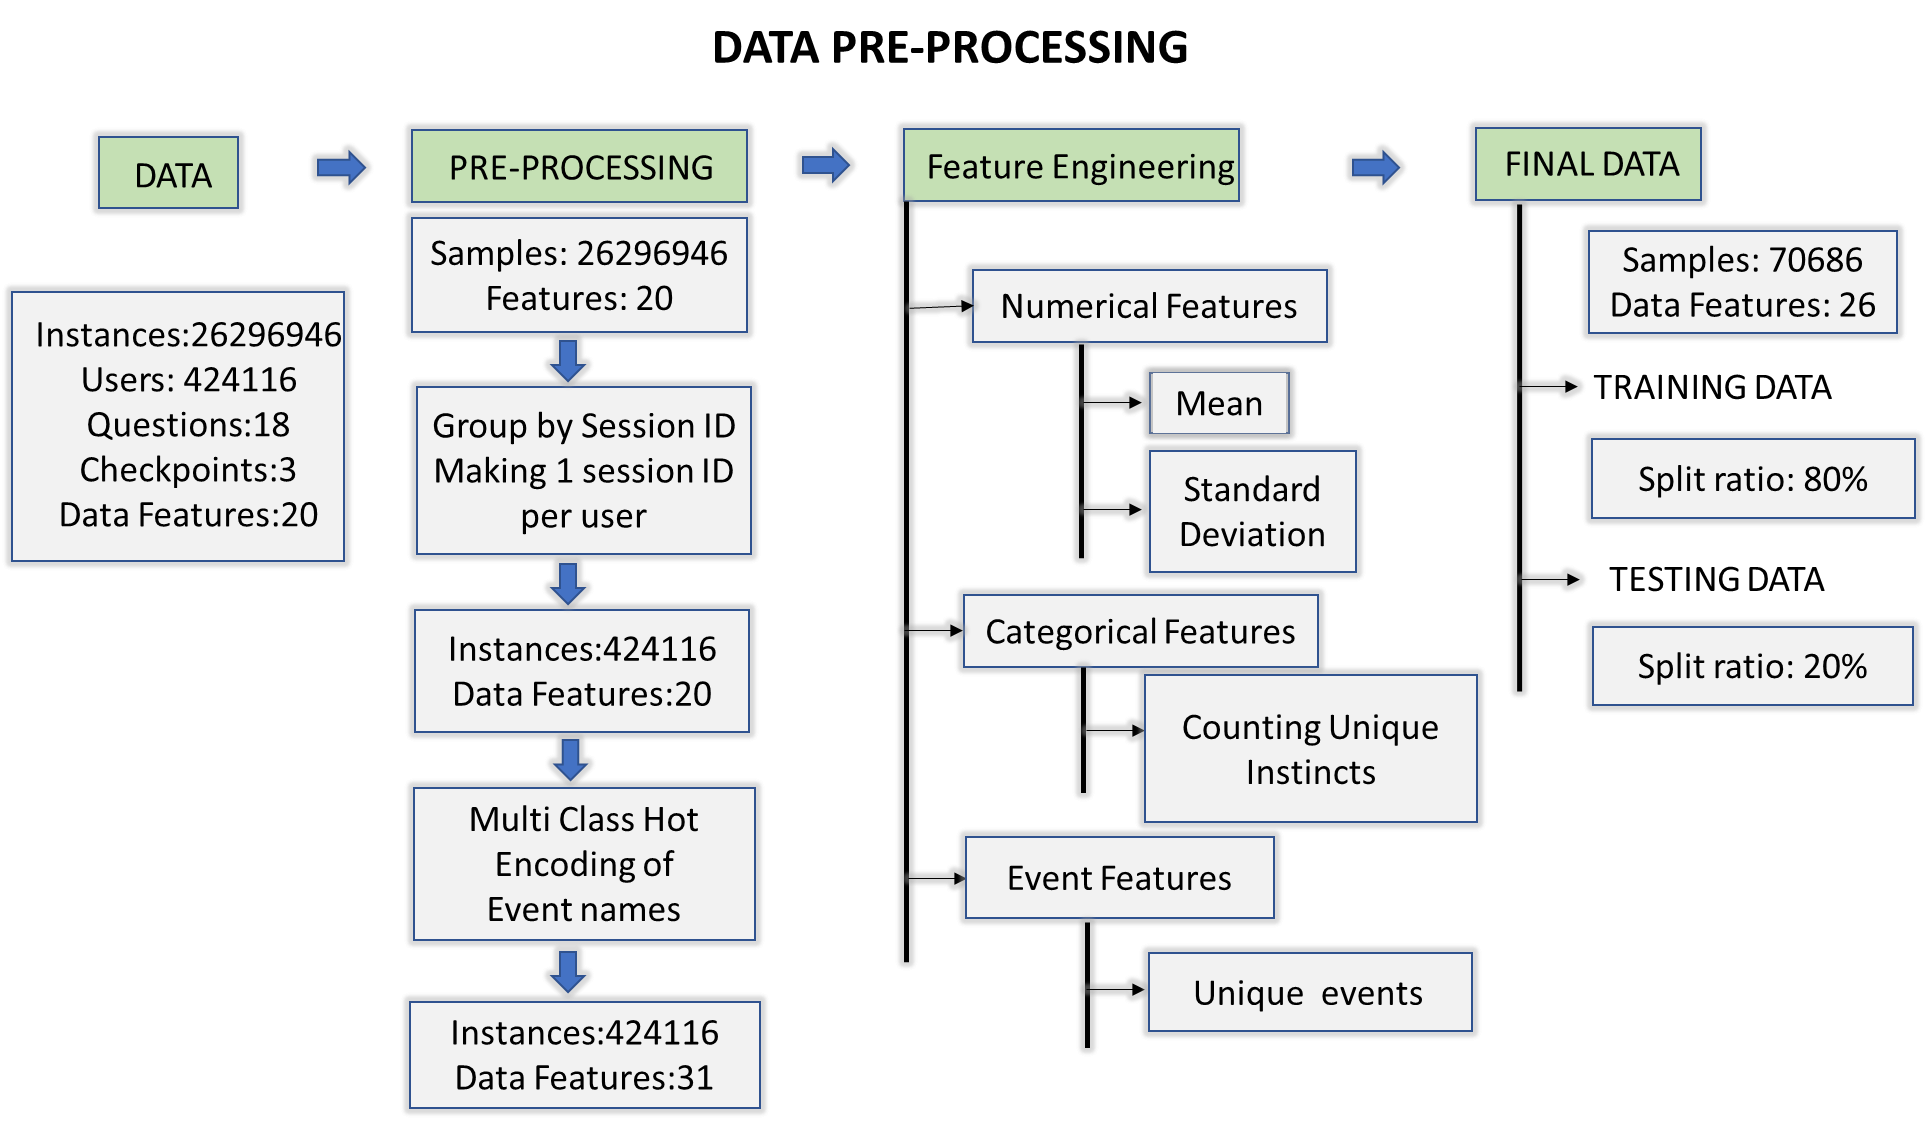 DATA PRE-PROCESSING
DATA
Instances:26296946
Users: 424116
Questions:18
Checkpoints:3
Data Features:20
PRE-PROCESSING
Samples: 26296946
Features: 20
Group by Session ID
Making 1 session ID
per user
Instances:424116
Data Features:20
Multi Class Hot
Encoding of
Event names
Instances:424116
Data Features:31
Feature Engineering
Numerical Features
Mean
Standard
Deviation
Categorical Features
Counting Unique
Instincts
Event Features
Unique events
FINAL DATA
Samples: 70686
Data Features: 26
TRAINING DATA
Split ratio: 80%
TESTING DATA
Split ratio: 20%